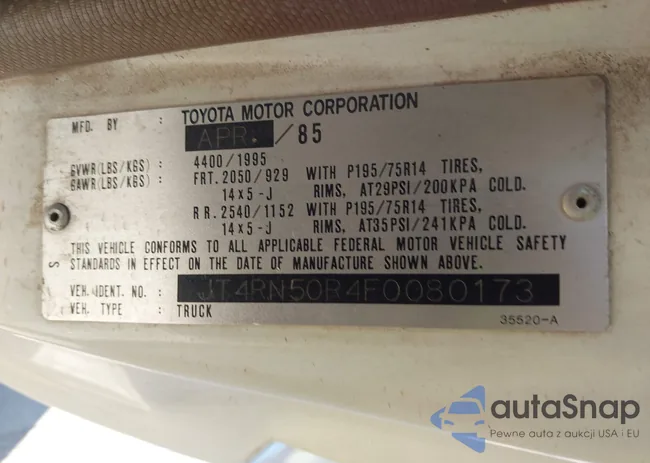 MFD. BY : TOYOTA MOTOR CORPORATION
APR. /85
GVWR(LBS/KGS) : 4400/1995
GAWR(LBS/KGS) : FRT. 2050/929 WITH P195/75R14 TIRES,
14x5-J RIMS, AT29PSI/200KPA COLD.
RR. 2540/1152 WITH P195/75R14 TIRES,
14x5-J RIMS, AT35PSI/241KPA COLD.
THIS VEHICLE CONFORMS TO ALL APPLICABLE FEDERAL MOTOR VEHICLE SAFETY
S STANDARDS IN EFFECT ON THE DATE OF MANUFACTURE SHOWN ABOVE.
VEH. IDENT. NO. : JT4RN50R4F0080173
VEH. TYPE : TRUCK
35520-A
autaSnap
Pewne auta z aukcji USA i EU